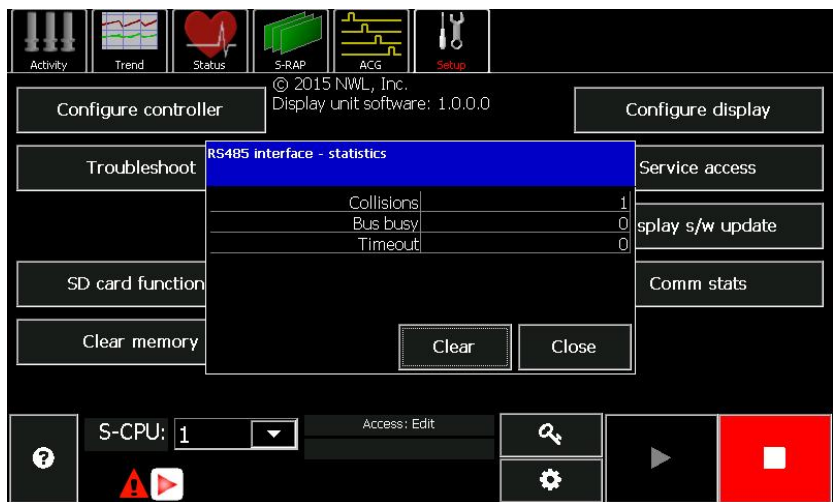 Activity
Trend
Status
S-RAP
ACG
Setup
© 2015 NWL, Inc.
Display unit software: 1.0.0.0
Configure controller
Configure display
Troubleshoot
RS485 interface - statistics
Service access
Collisions 1
Bus busy 0
Timeout 0
splay s/w update
SD card function
Comm stats
Clear memory
Clear
Close
S-CPU: 1
Access: Edit
?